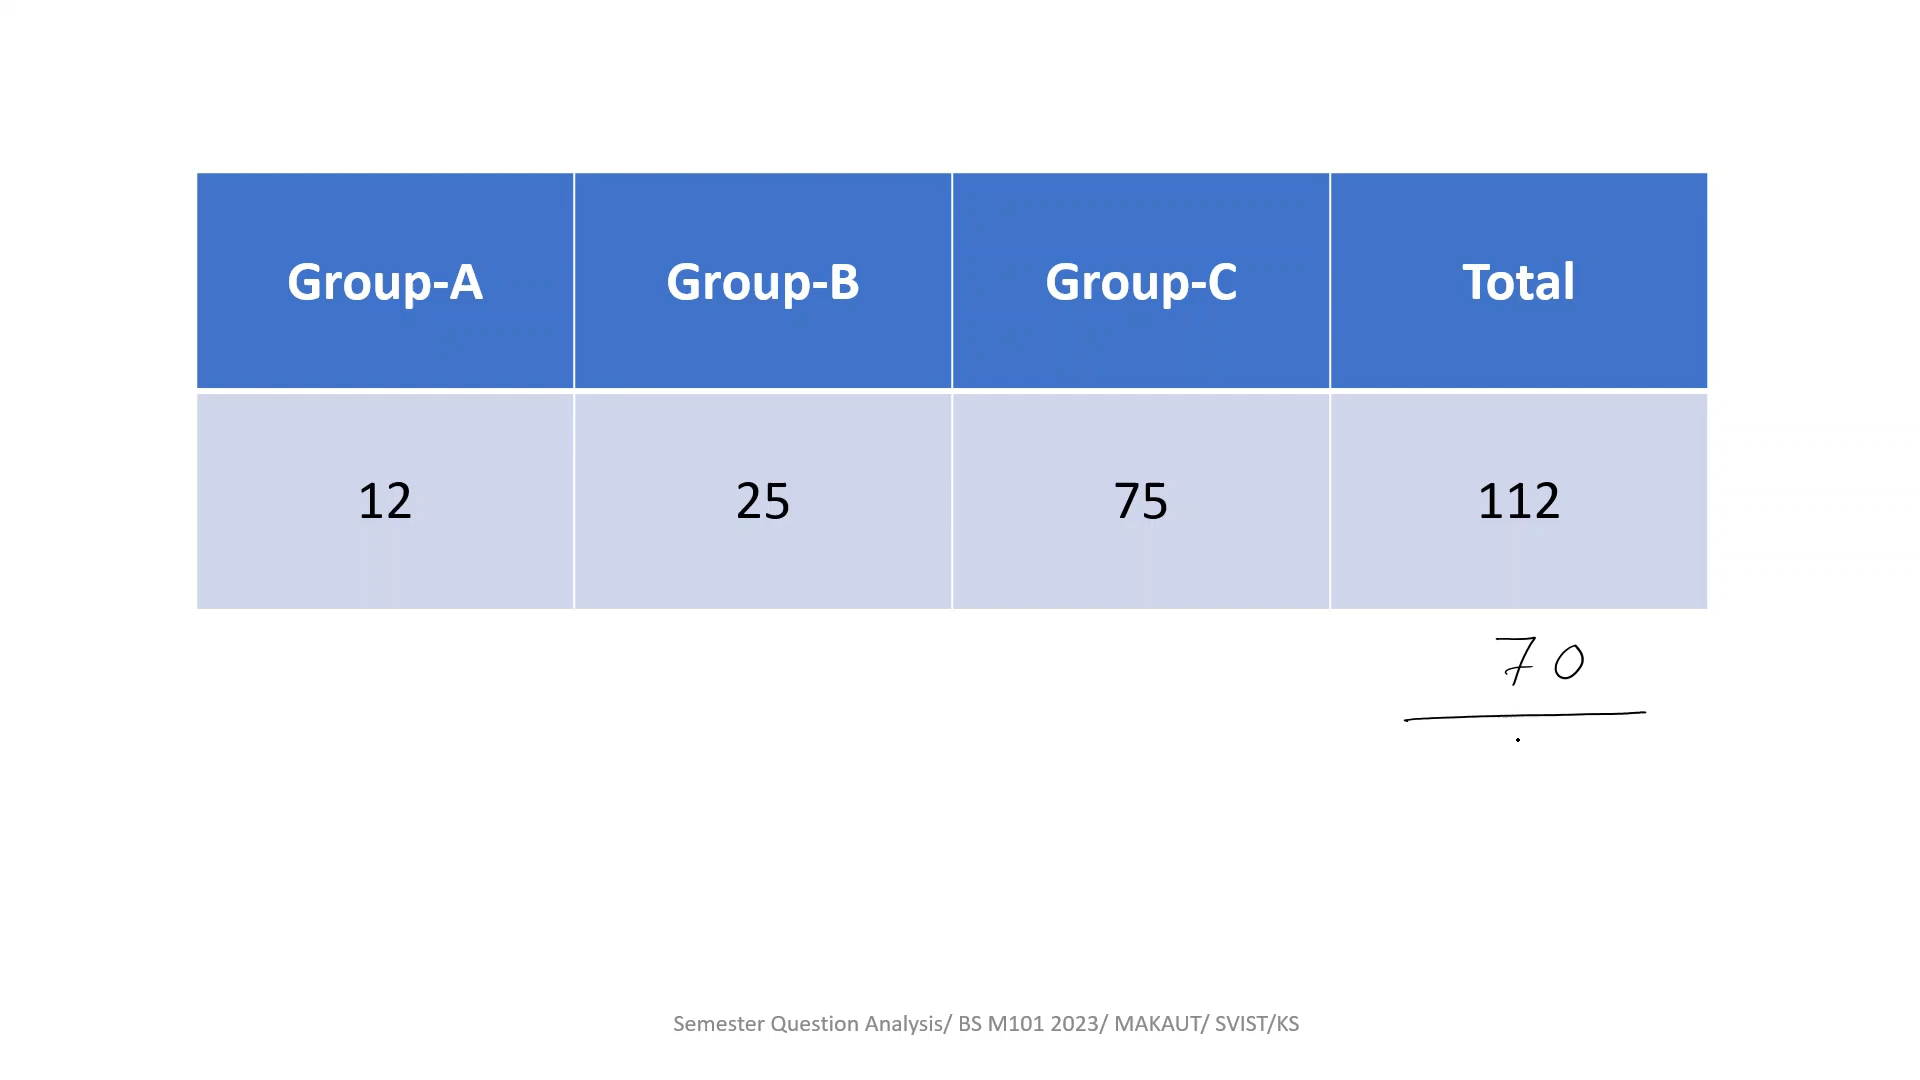 Group-A Group-B Group-C Total
12 25 75 112
70
Semester Question Analysis/ BS M101 2023/ MAKAUT/ SVIST/KS